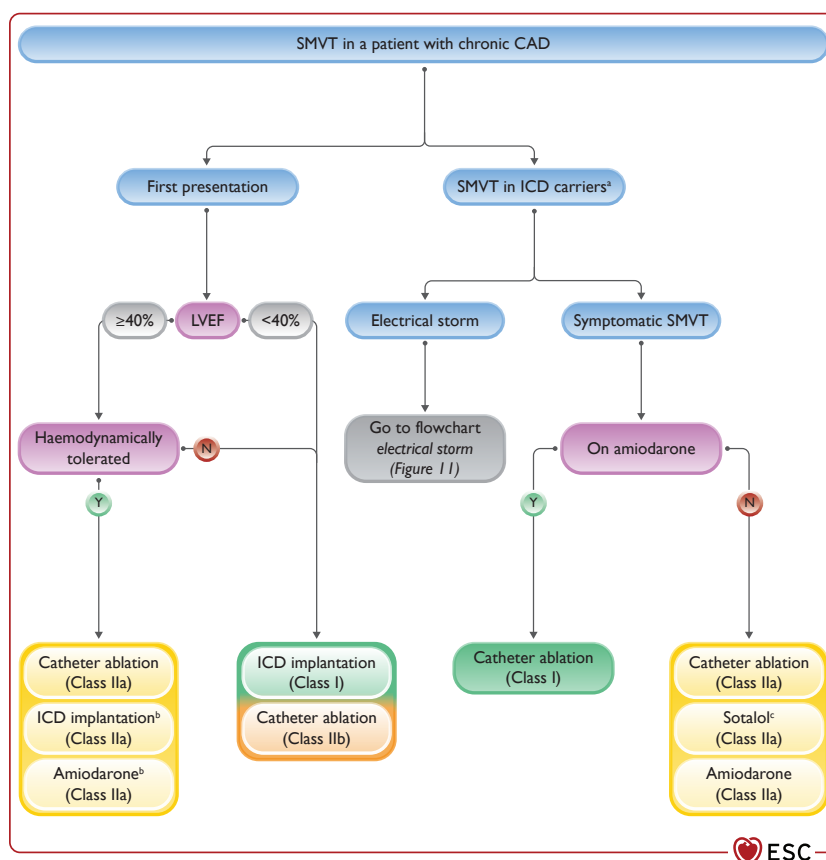 SMVT in a patient with chronic CAD
First presentation
SMVT in ICD carriersᵃ
≥40%
LVEF
<40%
Electrical storm
Symptomatic SMVT
Haemodynamically
tolerated
N
Go to flowchart
electrical storm
(Figure 11)
On amiodarone
Y
Y
N
Catheter ablation
(Class IIa)
ICD implantationᵇ
(Class IIa)
Amiodaroneᵇ
(Class IIa)
ICD implantation
(Class I)
Catheter ablation
(Class IIb)
Catheter ablation
(Class I)
Catheter ablation
(Class IIa)
Sotalolᶜ
(Class IIa)
Amiodarone
(Class IIa)
ESC